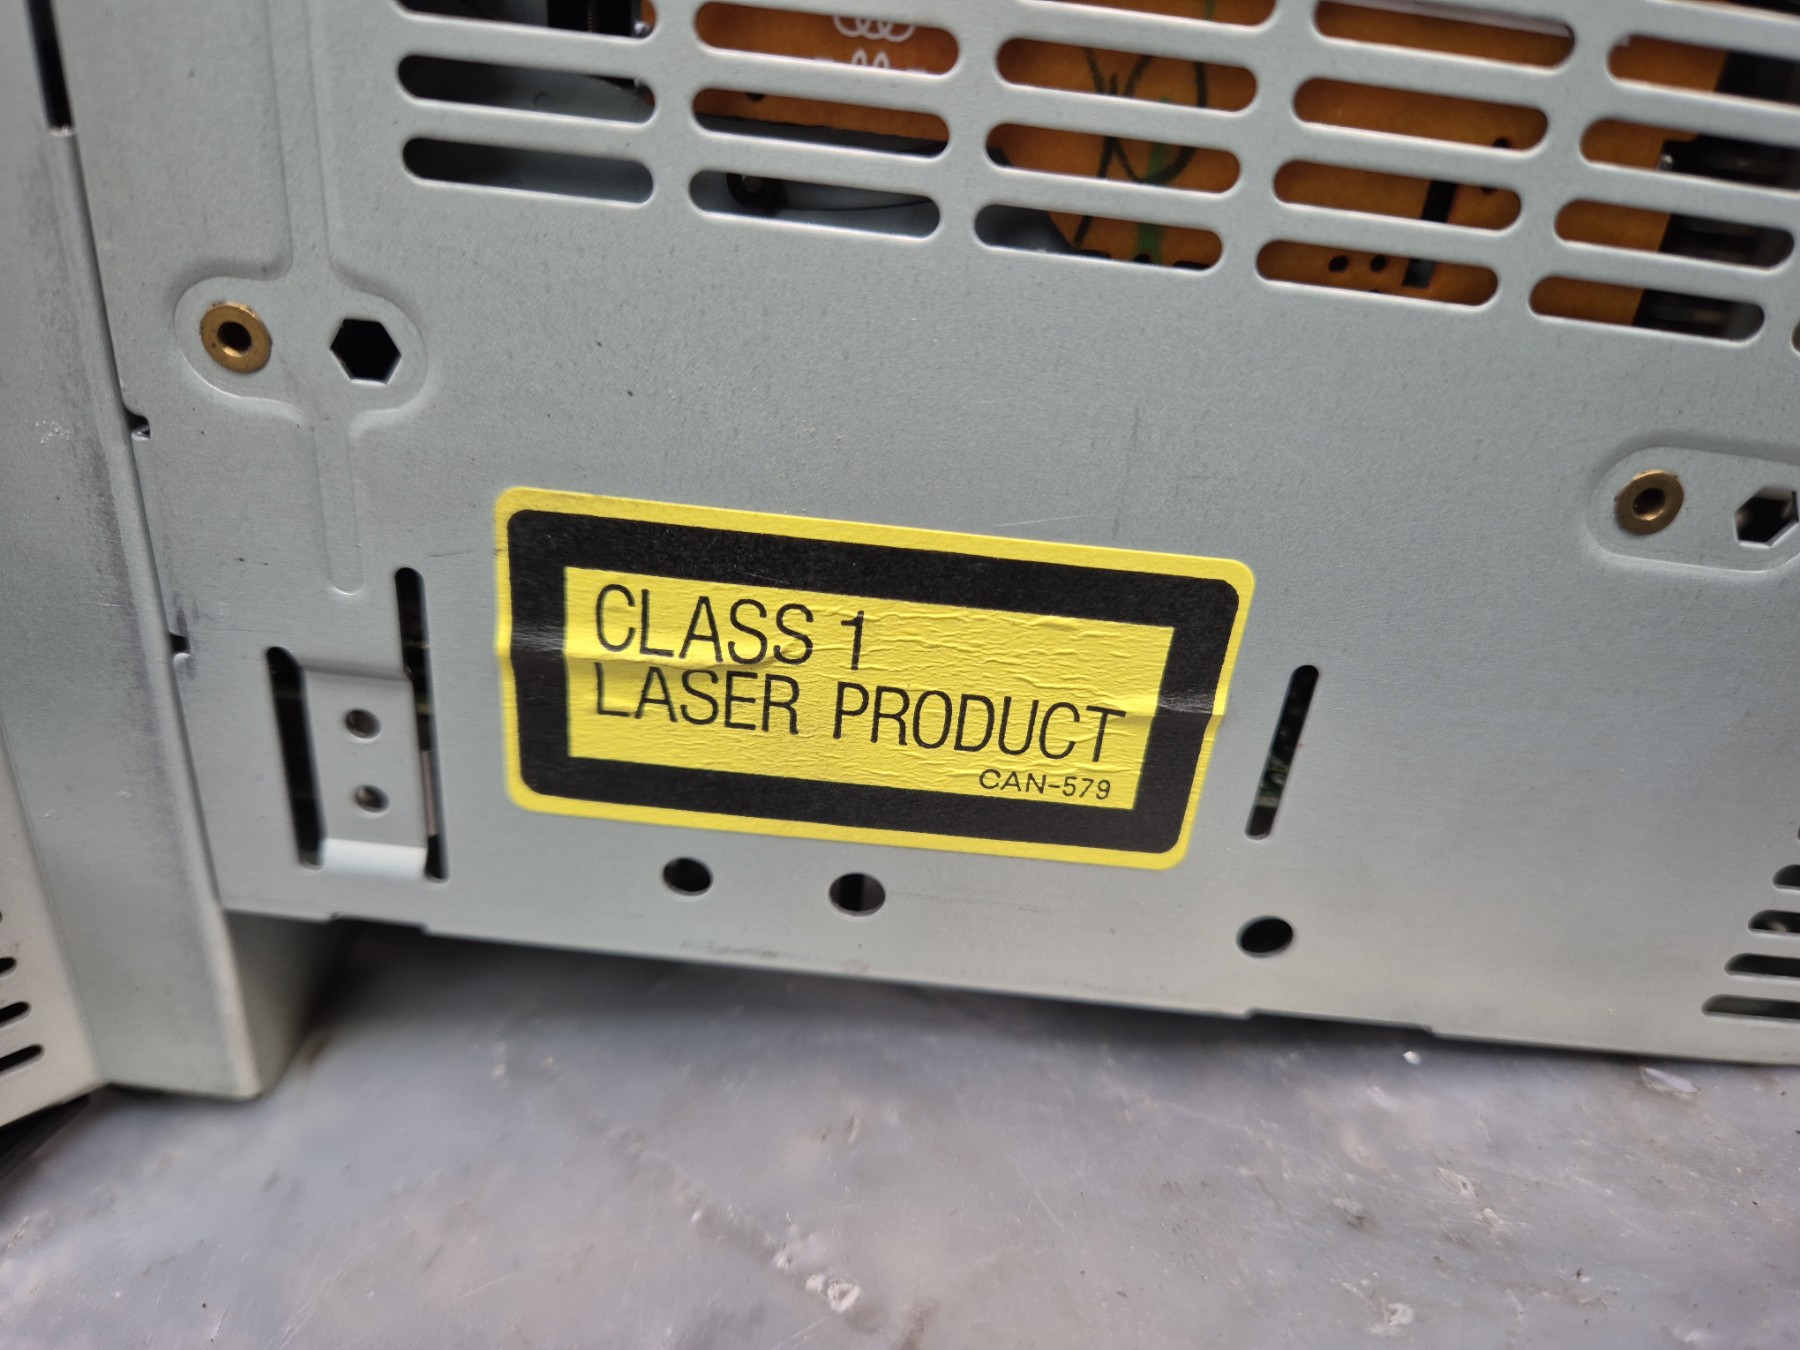 CLASS 1
LASER PRODUCT
CAN-579